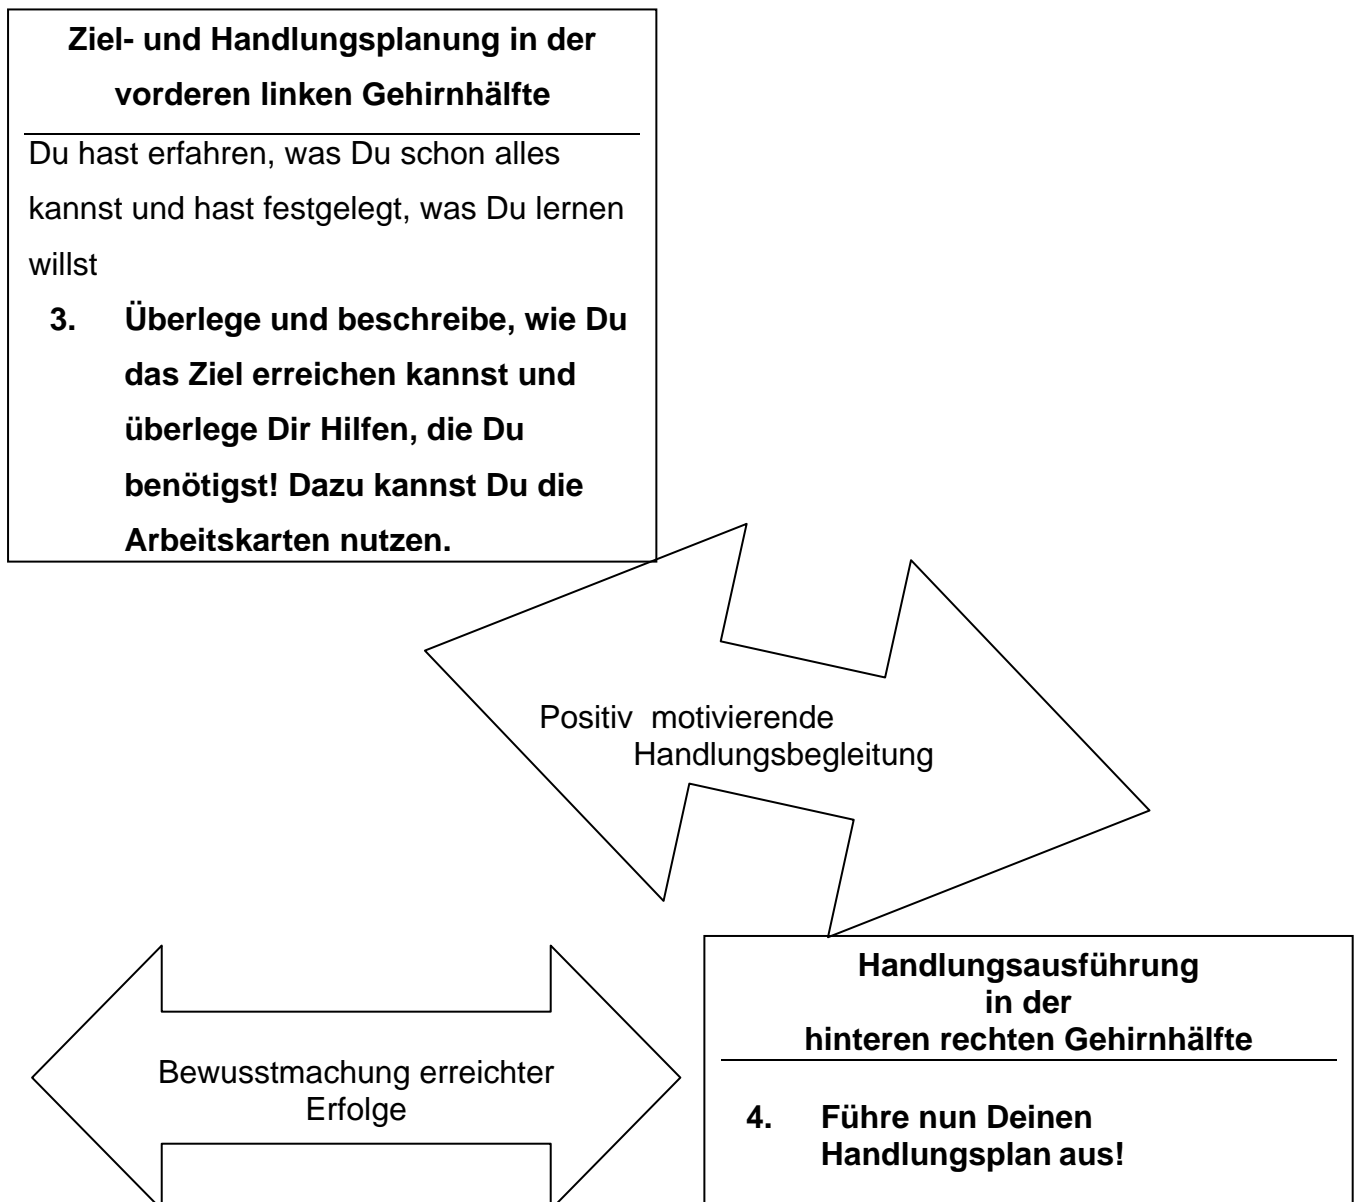 Ziel- und Handlungsplanung in der
vorderen linken Gehirnhälfte
Du hast erfahren, was Du schon alles
kannst und hast festgelegt, was Du lernen
willst
3. Überlege und beschreibe, wie Du
das Ziel erreichen kannst und
überlege Dir Hilfen, die Du
benötigst! Dazu kannst Du die
Arbeitskarten nutzen.
Positiv motivierende
Handlungsbegleitung
Bewusstmachung erreichter
Erfolge
Handlungsausführung
in der
hinteren rechten Gehirnhälfte
4. Führe nun Deinen
Handlungsplan aus!